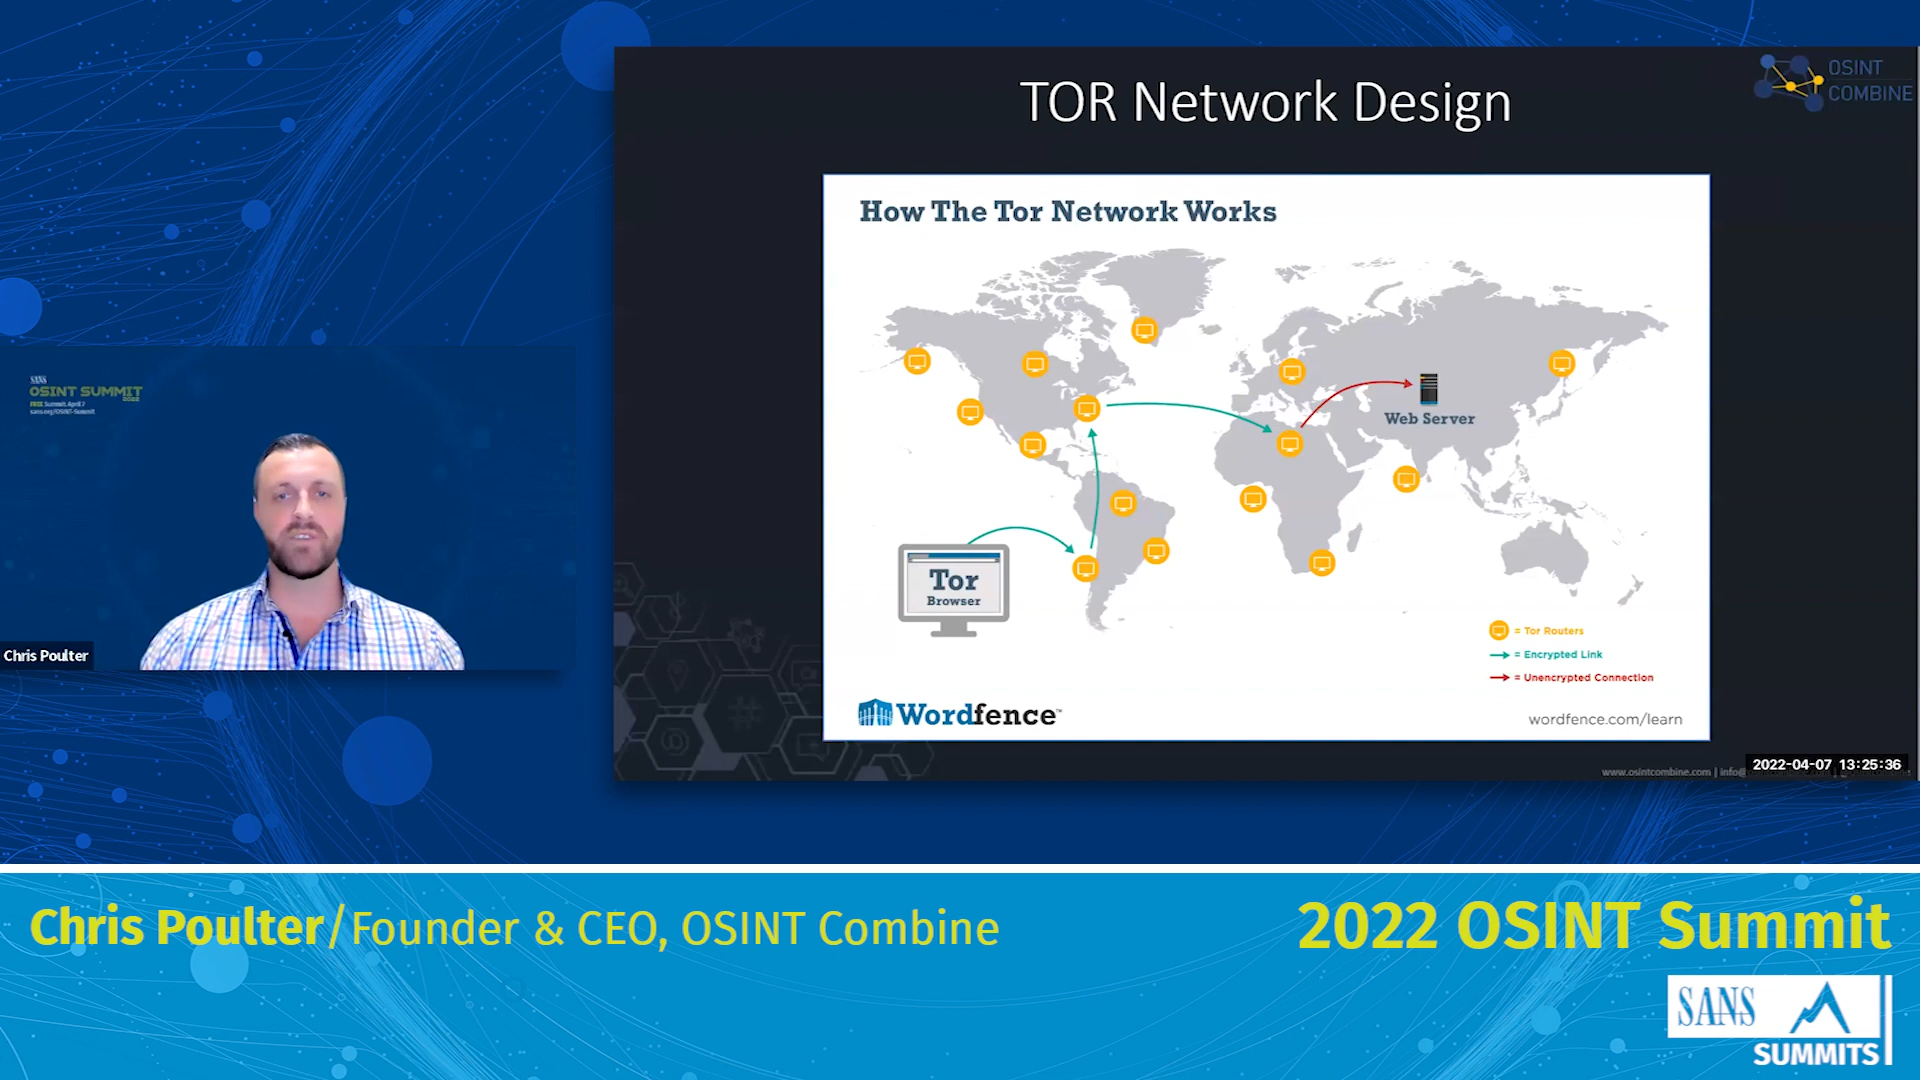 TOR Network Design
OSINT
COMBINE
How The Tor Network Works
Web Server
Tor
Browser
= Tor Routers
= Encrypted Link
= Unencrypted Connection
Wordfence™
wordfence.com/learn
2022-04-07 13:25:36
www.osintcombine.com | info@
SANS
OSINT SUMMIT
2022
FREE Summit: April 7
sans.org/OSINT-Summit
Chris Poulter
Chris Poulter/Founder & CEO, OSINT Combine
2022 OSINT Summit
SANS
SUMMITS